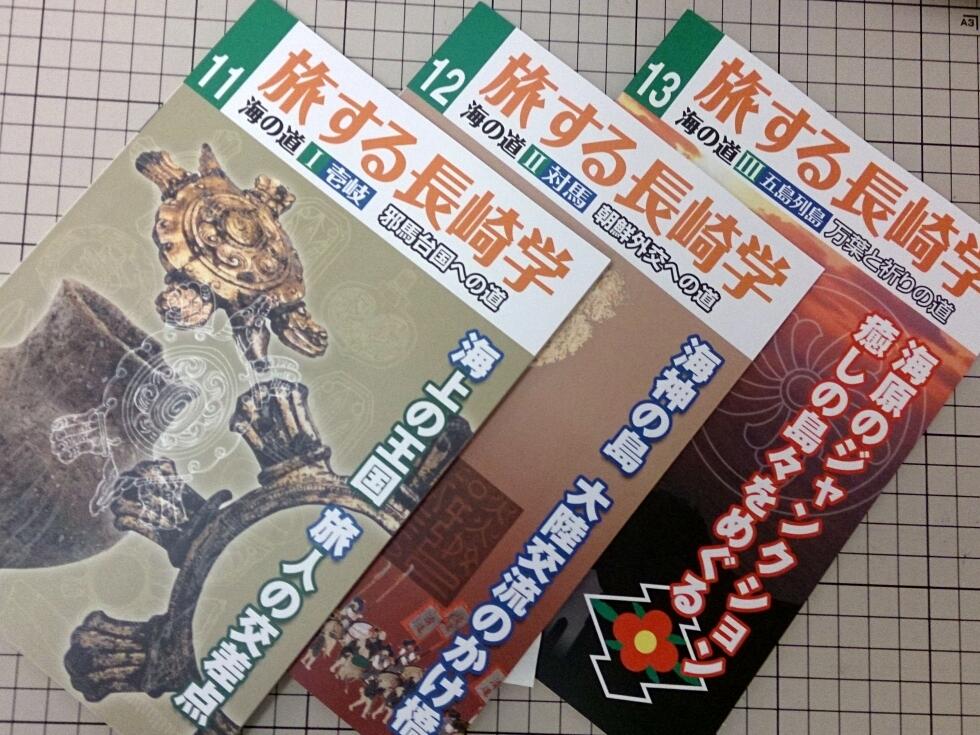 11
旅する長崎学
海の道 Ⅰ 壱岐 邪馬台国への道
海上の王国 旅人の交差点
12
旅する長崎学
海の道 Ⅱ 対馬 朝鮮外交への道
海神の島 大陸交流のかけ橋
13
旅する長崎学
海の道 Ⅲ 五島列島 万葉と祈りの道
海原のジャンクション
癒しの島々をめぐる
A3